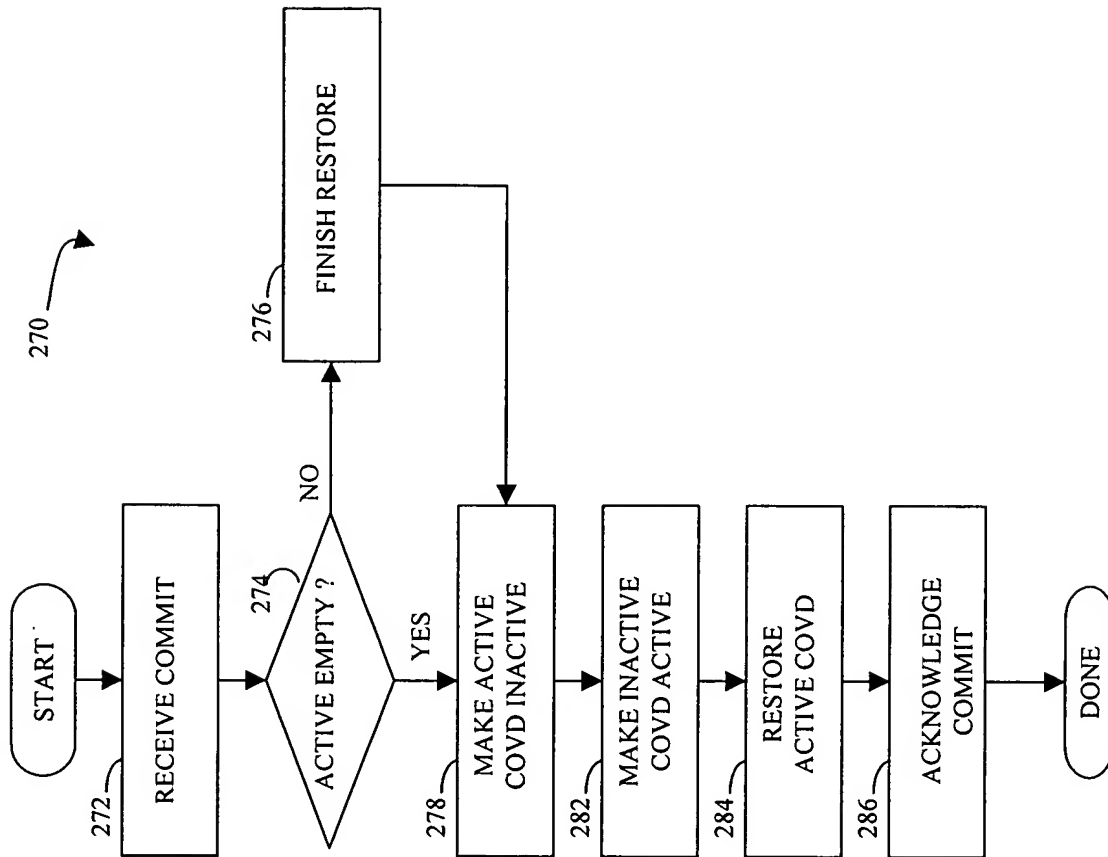 270
START
272
RECEIVE COMMIT
274
ACTIVE EMPTY ?
NO
276
FINISH RESTORE
YES
278
MAKE ACTIVE
COVD INACTIVE
282
MAKE INACTIVE
COVD ACTIVE
284
RESTORE
ACTIVE COVD
286
ACKNOWLEDGE
COMMIT
DONE